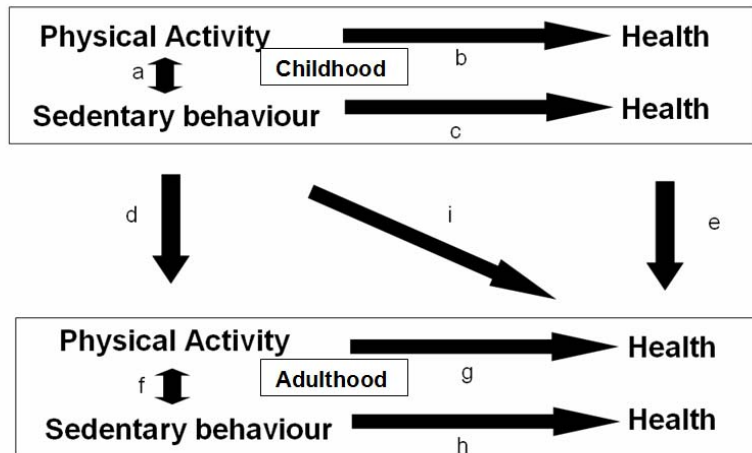 Physical Activity
b
Health
a
Childhood
Sedentary behaviour
c
Health
d
i
e
Physical Activity
g
Health
f
Adulthood
Sedentary behaviour
h
Health